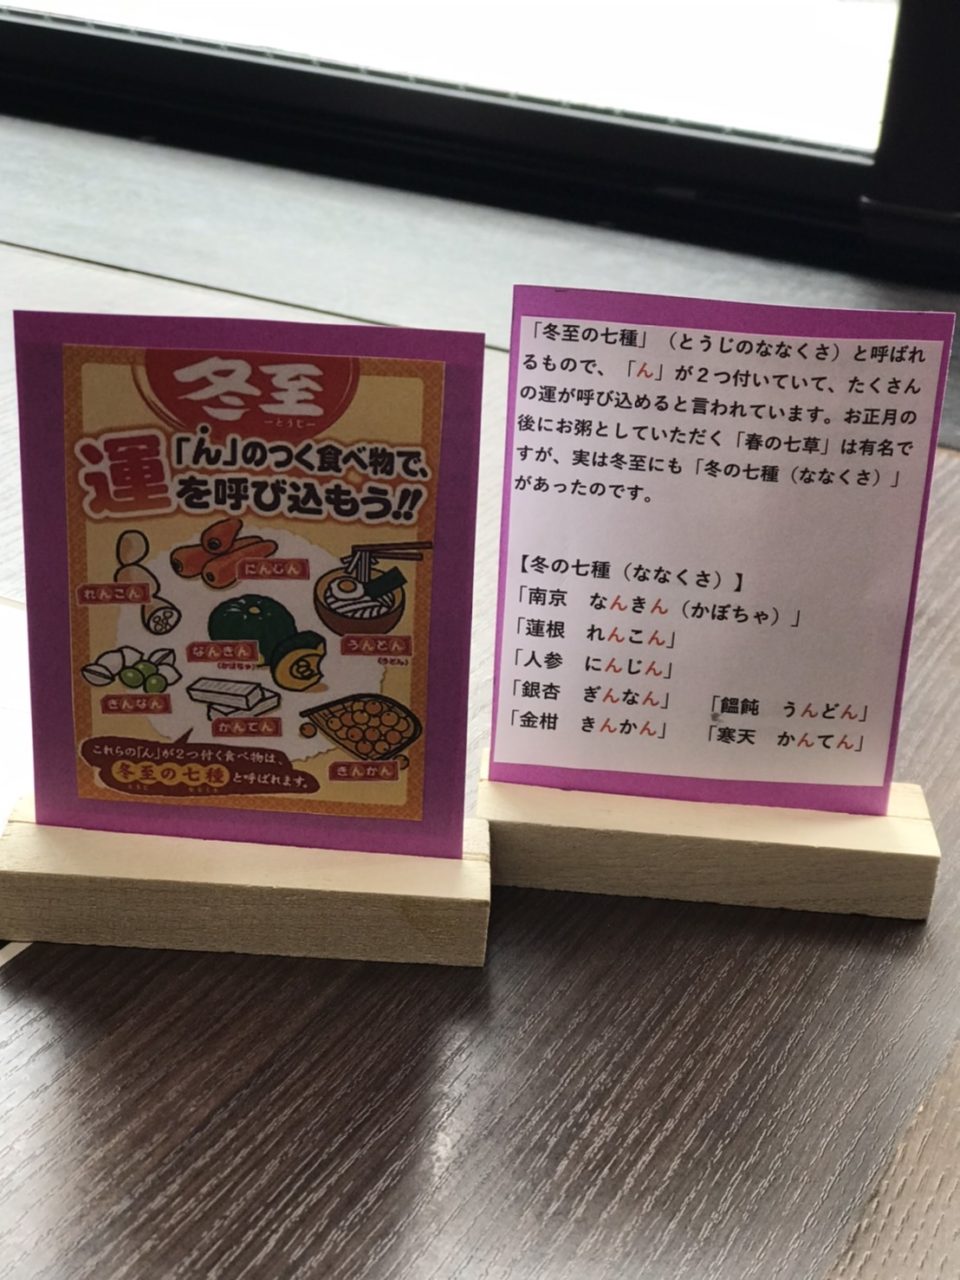 冬至
ーとうじー
「ん」のつく食べ物で、
運を呼び込もう!!
にんじん
れんこん
なんきん
(かぼちゃ)
うんどん
(うどん)
ぎんなん
かんてん
きんかん
これらの「ん」が2つ付く食べ物は、
冬至の七種と呼ばれます。
「冬至の七種」（とうじのななくさ）と呼ばれ
るもので、「ん」が２つ付いていて、たくさん
の運が呼び込めると言われています。お正月の
後にお粥としていただく「春の七草」は有名で
すが、実は冬至にも「冬の七種（ななくさ）」
があったのです。
【冬の七種（ななくさ）】
「南京　なんきん（かぼちゃ）」
「蓮根　れんこん」
「人参　にんじん」
「銀杏　ぎんなん」　「饂飩　うんどん」
「金柑　きんかん」　「寒天　かんてん」